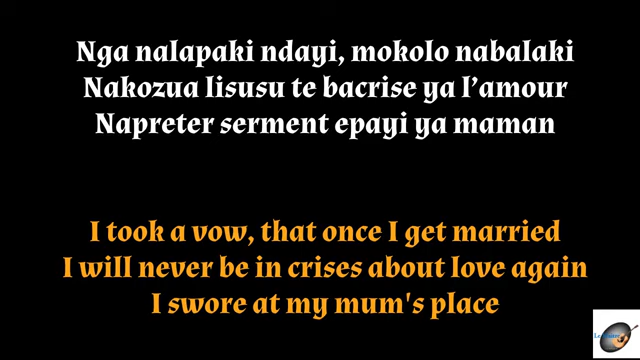 Nga nalapaki ndayi, mokolo nabalaki
Nakozua lisusu te bacrise ya l’amour
Napreter serment epayi ya maman
I took a vow, that once I get married
I will never be in crises about love again
I swore at my mum's place